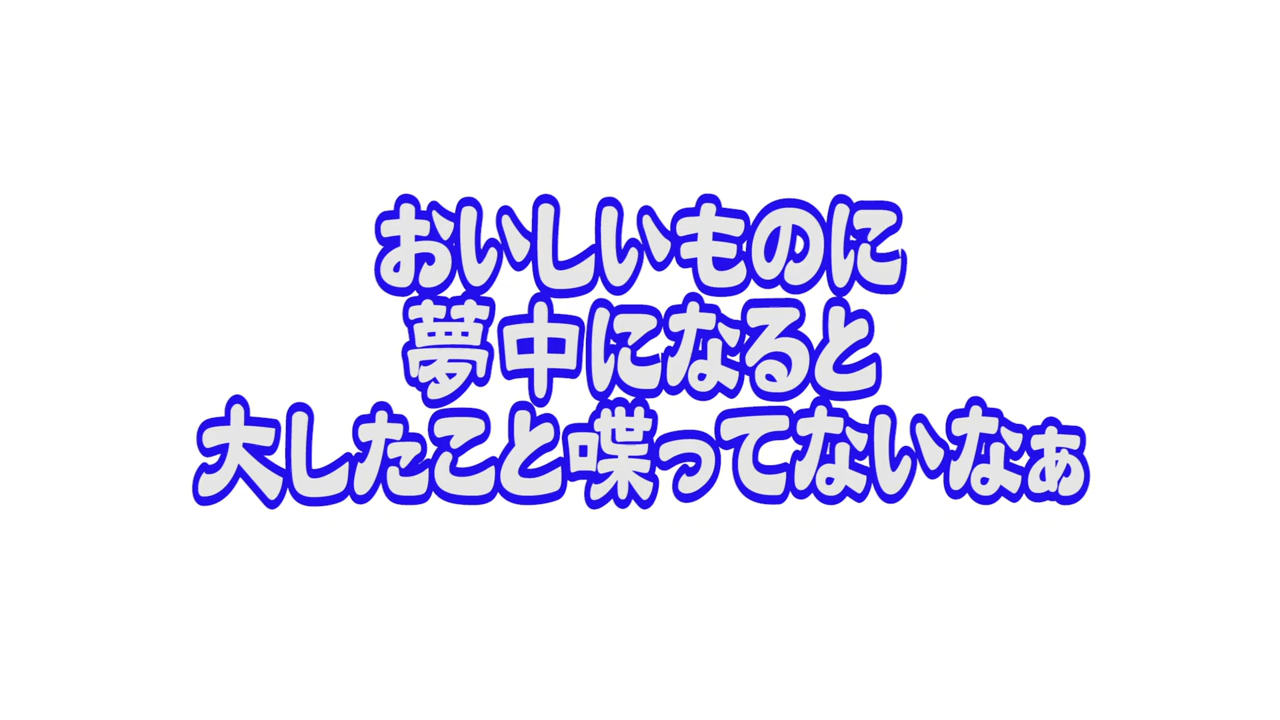 おいしいものに
夢中になると
大したこと喋ってないなぁ